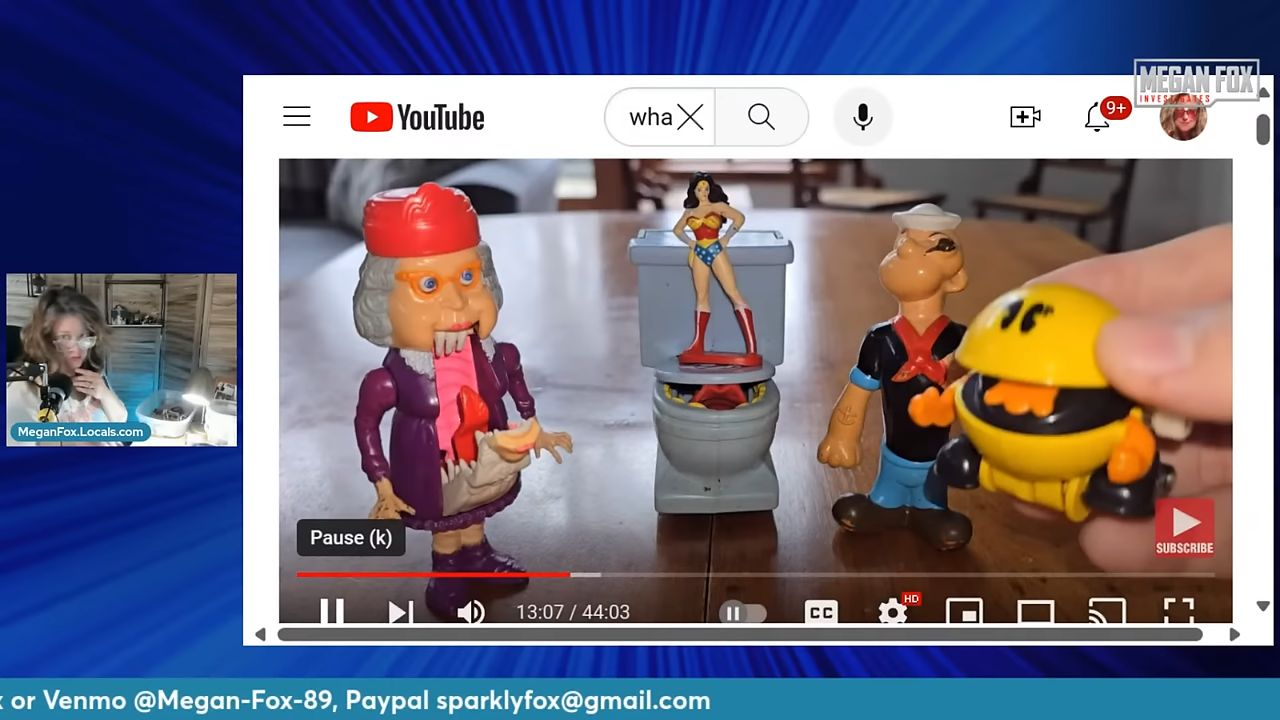 MEGAN FOX
INVESTIGATES
YouTube
wha
9+
MeganFox.Locals.com
Pause (k)
SUBSCRIBE
13:07 / 44:03
CC
HD
or Venmo @Megan-Fox-89, Paypal sparklyfox@gmail.com